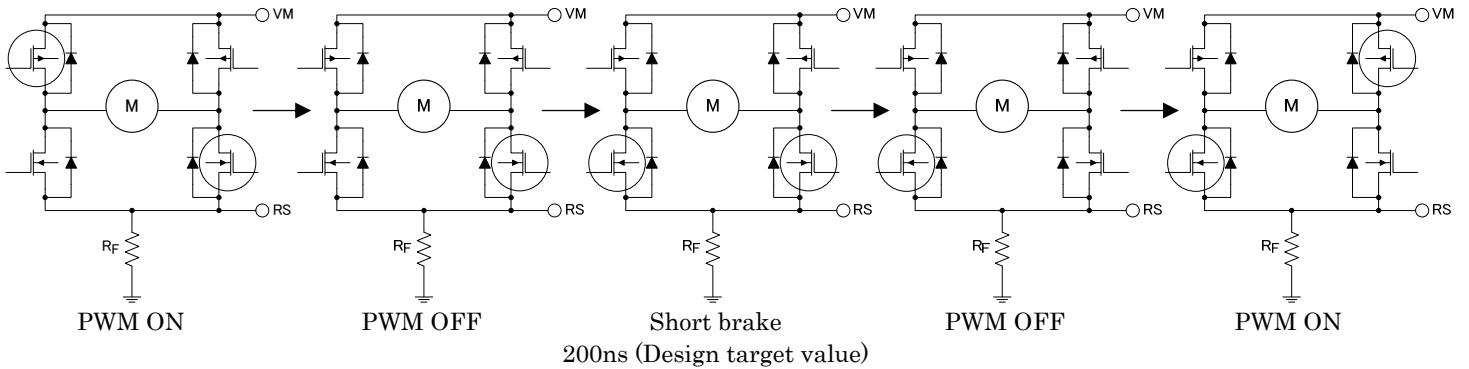 VM VM VM VM VM
M M M M M
RS RS RS RS RS
RF RF RF RF RF
PWM ON PWM OFF Short brake PWM OFF PWM ON
200ns (Design target value)